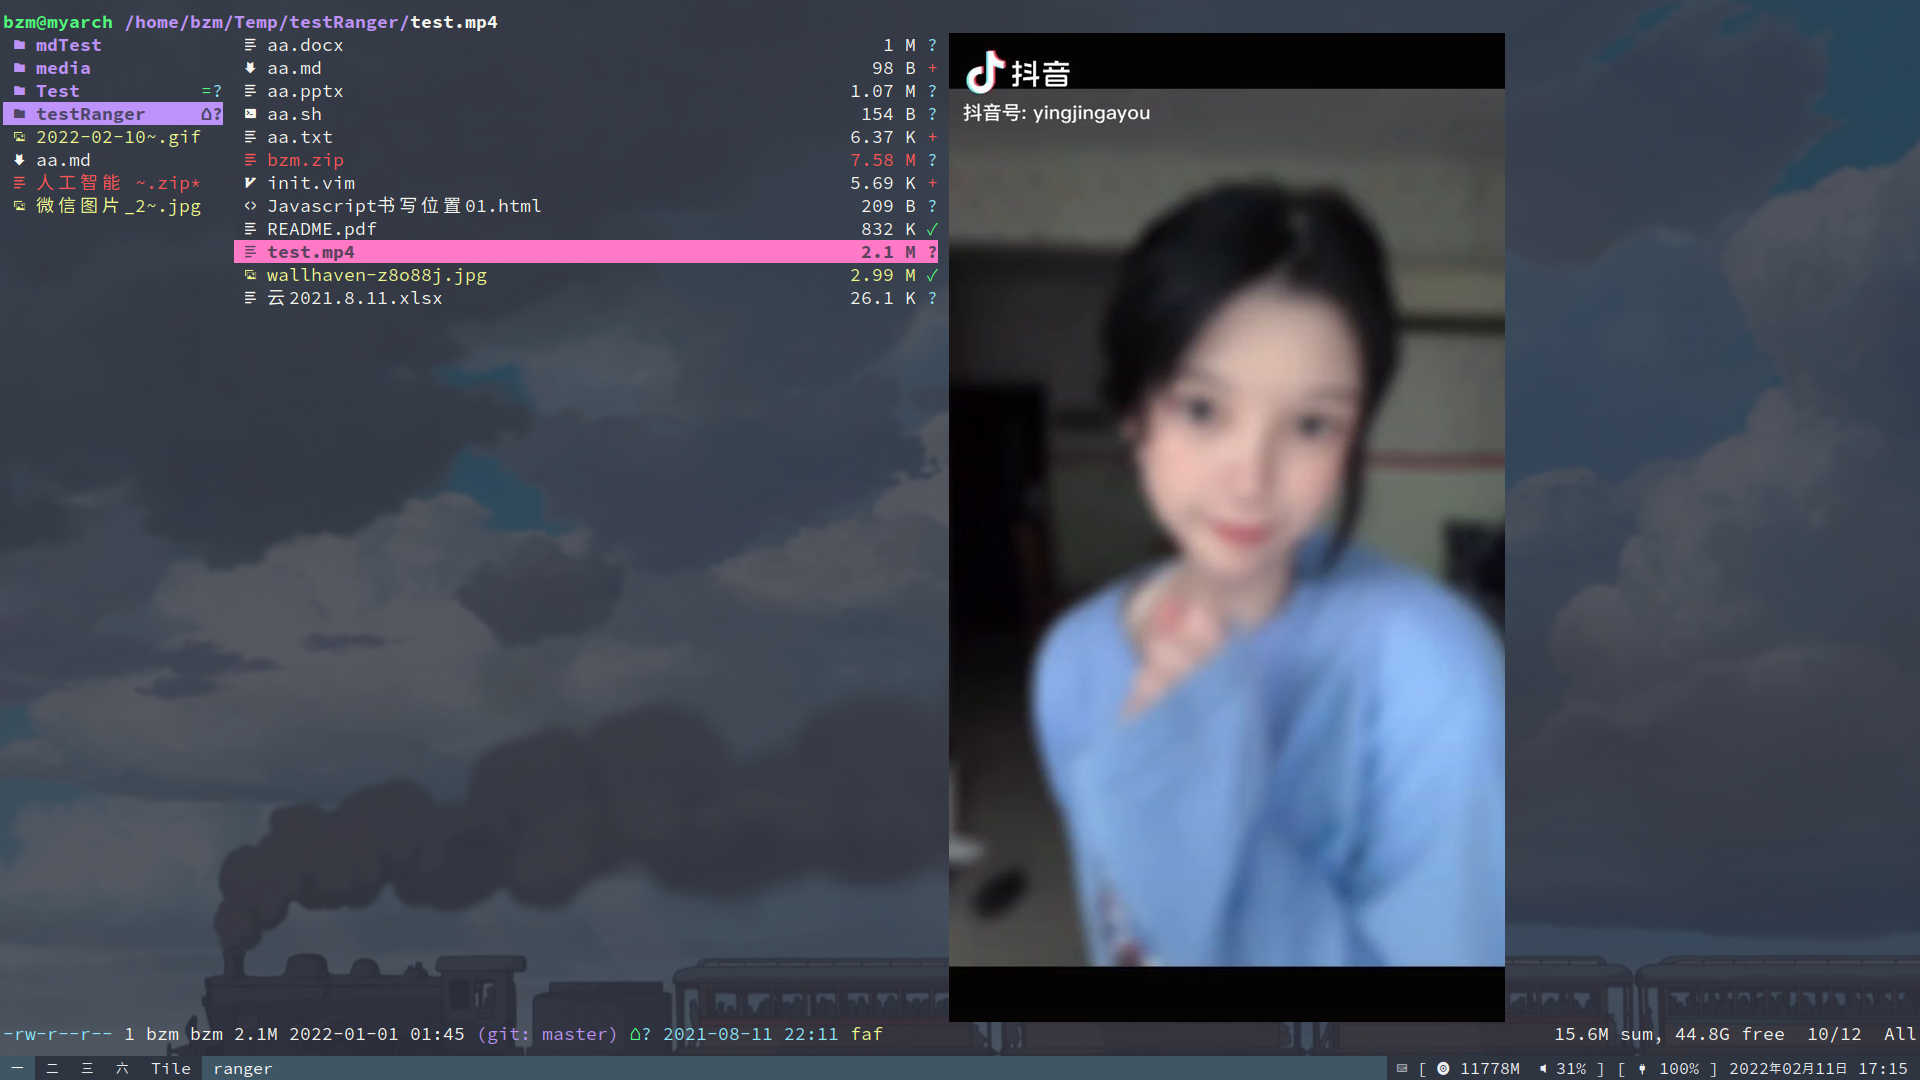 bzm@myarch /home/bzm/Temp/testRanger/test.mp4
mdTest
media
Test =?
testRanger ?
2022-02-10~.gif
aa.md
人工智能 ~.zip*
微信图片_2~.jpg
aa.docx 1 M ?
aa.md 98 B +
aa.pptx 1.07 M ?
aa.sh 154 B ?
aa.txt 6.37 K +
bzm.zip 7.58 M ?
init.vim 5.69 K +
Javascript书写位置01.html 209 B ?
README.pdf 832 K ✓
test.mp4 2.1 M ?
wallhaven-z8o88j.jpg 2.99 M ✓
云2021.8.11.xlsx 26.1 K ?
抖音
抖音号: yingjingayou
-rw-r--r-- 1 bzm bzm 2.1M 2022-01-01 01:45 (git: master) ? 2021-08-11 22:11 faf
15.6M sum, 44.8G free 10/12 All
一 二 三 六 Tile ranger
[ 11778M 31% ] [ 100% ] 2022年02月11日 17:15